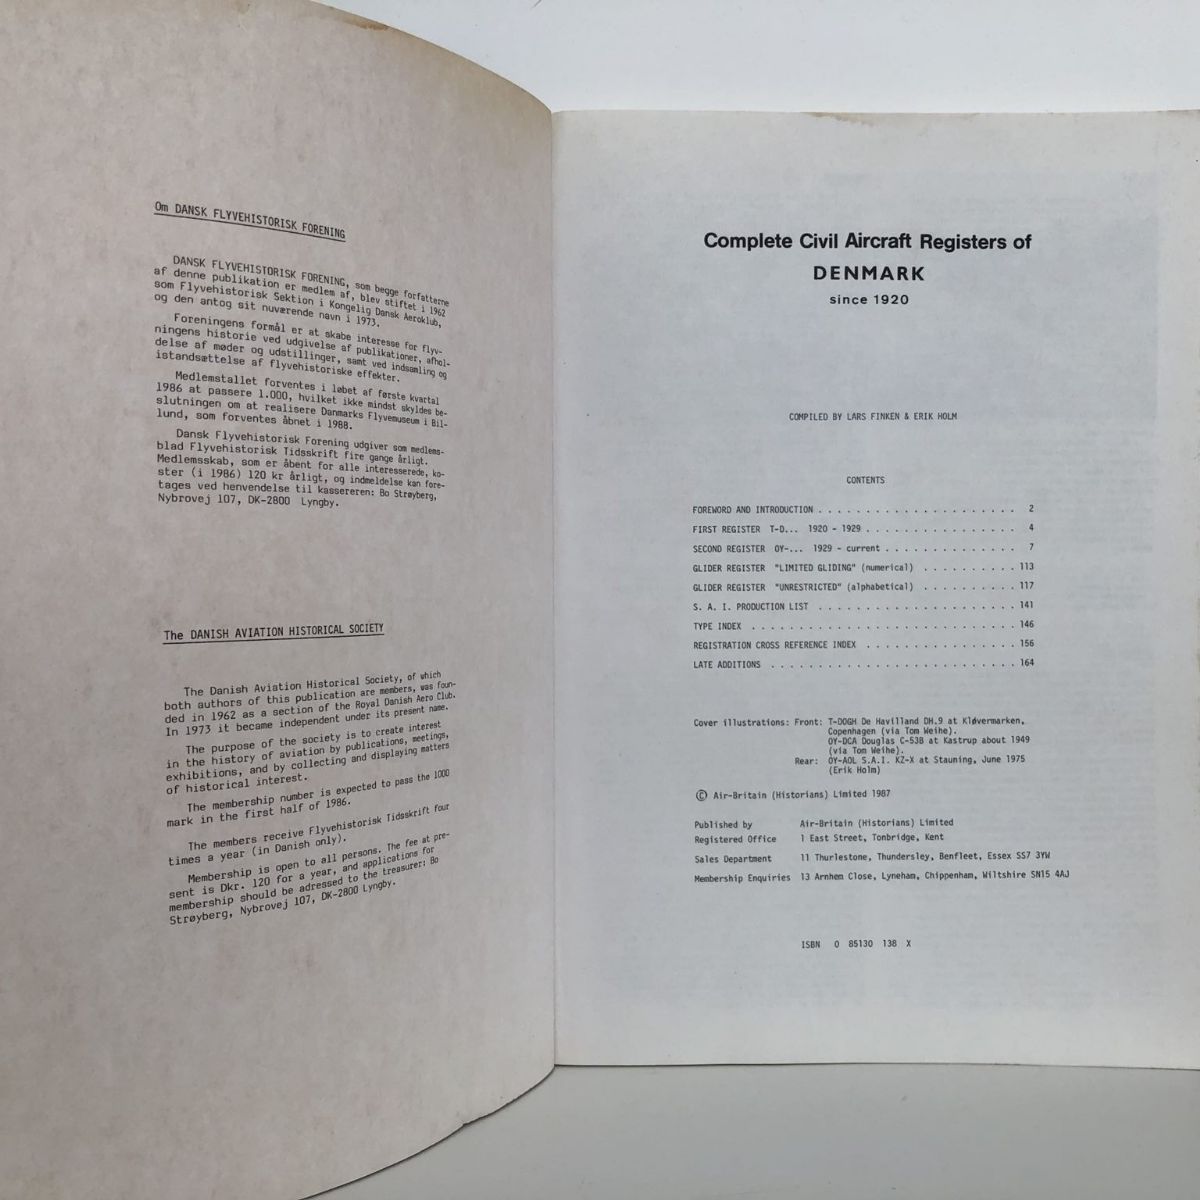 Om DANSK FLYVEHISTORISK FORENING
DANSK FLYVEHISTORISK FORENING, som begge forfatterne
af denne publikation er medlem af, blev stiftet i 1962
som Flyvehistorisk Sektion i Kongelig Dansk Aeroklub,
og den antog sit nuværende navn i 1973.
Foreningens formål er at skabe interesse for flyv-
ningens historie ved udgivelse af publikationer, afhol-
delse af møder og udstillinger, samt ved indsamling og
istandsættelse af flyvehistoriske effekter.
Medlemstallet forventes i løbet af første kvartal
1986 at passere 1.000, hvilket ikke mindst skyldes be-
slutningen om at realisere Danmarks Flyvemuseum i Bil-
lund, som forventes åbnet i 1988.
Dansk Flyvehistorisk Forening udgiver som medlems-
blad Flyvehistorisk Tidsskrift fire gange årligt.
Medlemsskab, som er åbent for alle interesserede, ko-
ster (i 1986) 120 kr årligt, og indmeldelse kan fore-
tages ved henvendelse til kassereren: Bo Strøyberg,
Nybrovej 107, DK-2800 Lyngby.
The DANISH AVIATION HISTORICAL SOCIETY
The Danish Aviation Historical Society, of which
both authors of this publication are members, was foun-
ded in 1962 as a section of the Royal Danish Aero Club.
In 1973 it became independent under its present name.
The purpose of the society is to create interest
in the history of aviation by publications, meetings,
exhibitions, and by collecting and displaying matters
of historical interest.
The membership number is expected to pass the 1000
mark in the first half of 1986.
The members receive Flyvehistorisk Tidsskrift four
times a year (in Danish only).
Membership is open to all persons. The fee at pre-
sent is Dkr. 120 for a year, and applications for
membership should be adressed to the treasurer: Bo
Strøyberg, Nybrovej 107, DK-2800 Lyngby.
Complete Civil Aircraft Registers of
DENMARK
since 1920
COMPILED BY LARS FINKEN & ERIK HOLM
CONTENTS
FOREWORD AND INTRODUCTION . . . . . . . . . . . . . . . . . . . . . 2
FIRST REGISTER T-D... 1920 - 1929 . . . . . . . . . . . . . . . . 4
SECOND REGISTER OY-... 1929 - current . . . . . . . . . . . . . . 7
GLIDER REGISTER "LIMITED GLIDING" (numerical) . . . . . . . . . . 113
GLIDER REGISTER "UNRESTRICTED" (alphabetical) . . . . . . . . . . 117
S. A. I. PRODUCTION LIST . . . . . . . . . . . . . . . . . . . . . 141
TYPE INDEX . . . . . . . . . . . . . . . . . . . . . . . . . . . . 146
REGISTRATION CROSS REFERENCE INDEX . . . . . . . . . . . . . . . . 156
LATE ADDITIONS . . . . . . . . . . . . . . . . . . . . . . . . . . 164
Cover illustrations: Front: T-DOGH De Havilland DH.9 at Kløvermarken,
Copenhagen (via Tom Weihe).
OY-DCA Douglas C-53B at Kastrup about 1949
(via Tom Weihe).
Rear: OY-AOL S.A.I. KZ-X at Stauning, June 1975
(Erik Holm)
© Air-Britain (Historians) Limited 1987
Published by Air-Britain (Historians) Limited
Registered Office 1 East Street, Tonbridge, Kent
Sales Department 11 Thurlestone, Thundersley, Benfleet, Essex SS7 3YW
Membership Enquiries 13 Arnhem Close, Lyneham, Chippenham, Wiltshire SN15 4AJ
ISBN 0 85130 138 X